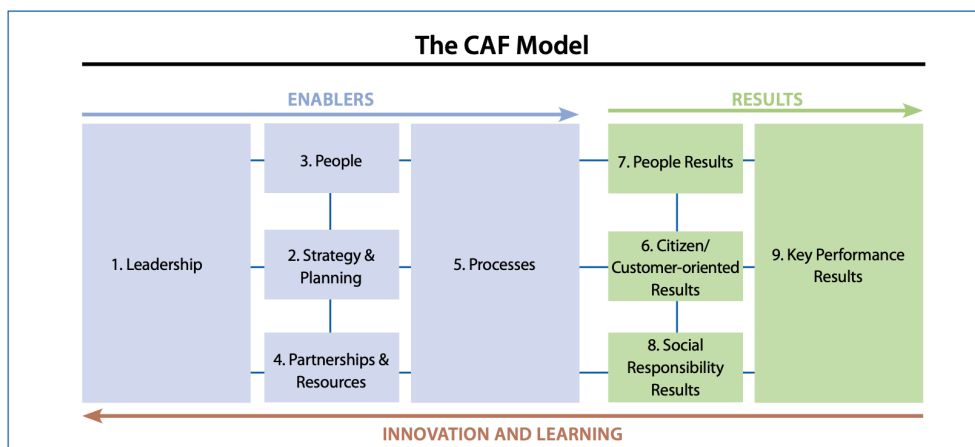 The CAF Model
ENABLERS
RESULTS
1. Leadership
3. People
2. Strategy &
Planning
4. Partnerships &
Resources
5. Processes
7. People Results
6. Citizen/
Customer-oriented
Results
8. Social
Responsibility
Results
9. Key Performance
Results
INNOVATION AND LEARNING